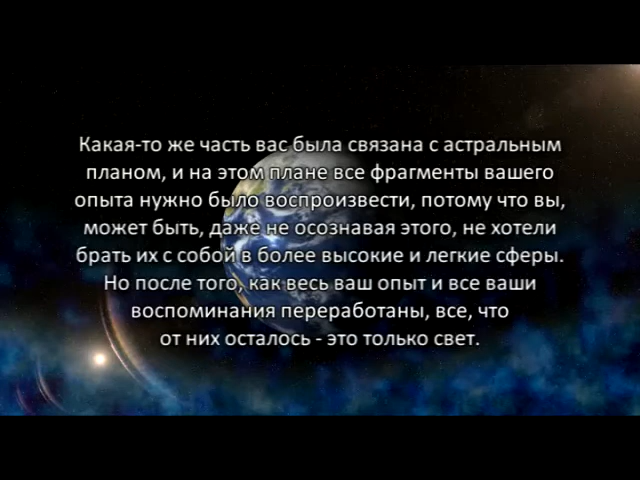 Какая-то же часть вас была связана с астральным
планом, и на этом плане все фрагменты вашего
опыта нужно было воспроизвести, потому что вы,
может быть, даже не осознавая этого, не хотели
брать их с собой в более высокие и легкие сферы.
Но после того, как весь ваш опыт и все ваши
воспоминания переработаны, все, что
от них осталось - это только свет.